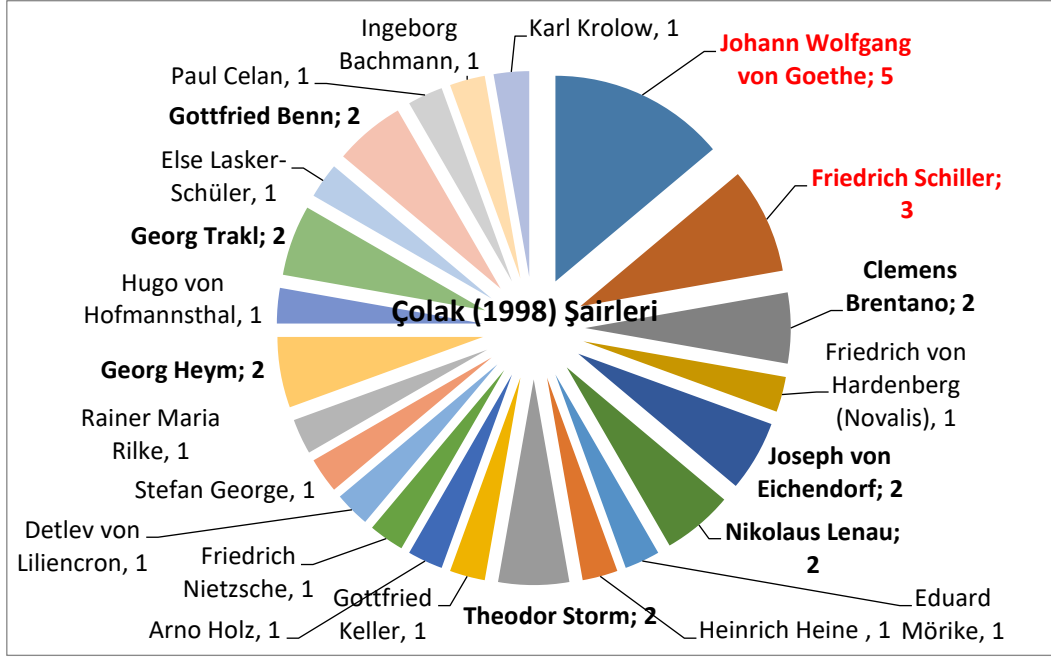 Johann Wolfgang
von Goethe; 5
Friedrich Schiller;
3
Clemens
Brentano; 2
Friedrich von
Hardenberg
(Novalis), 1
Joseph von
Eichendorf; 2
Nikolaus Lenau;
2
Eduard
Mörike, 1
Heinrich Heine , 1
Theodor Storm; 2
Gottfried
Keller, 1
Arno Holz, 1
Friedrich
Nietzsche, 1
Detlev von
Liliencron, 1
Stefan George, 1
Rainer Maria
Rilke, 1
Georg Heym; 2
Hugo von
Hofmannsthal, 1
Georg Trakl; 2
Else Lasker-
Schüler, 1
Gottfried Benn; 2
Paul Celan, 1
Ingeborg
Bachmann, 1
Karl Krolow, 1
Çolak (1998) Şairleri